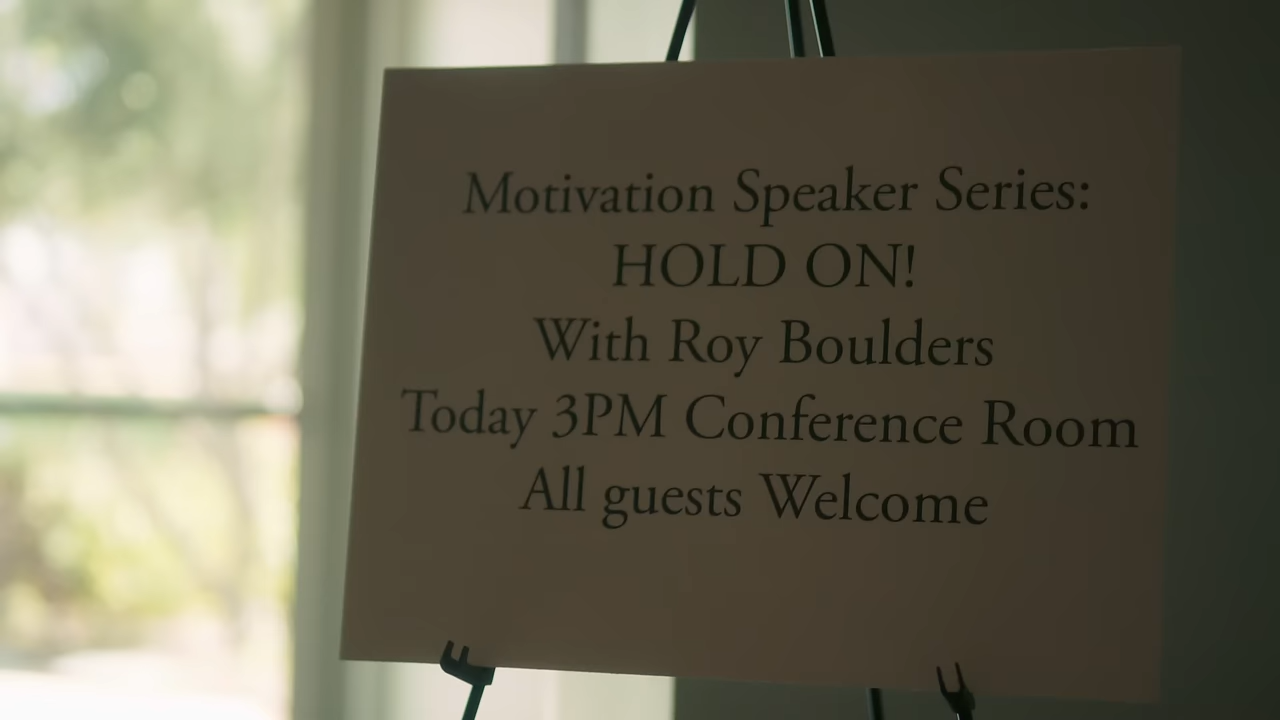 Motivation Speaker Series:
HOLD ON!
With Roy Boulders
Today 3PM Conference Room
All guests Welcome